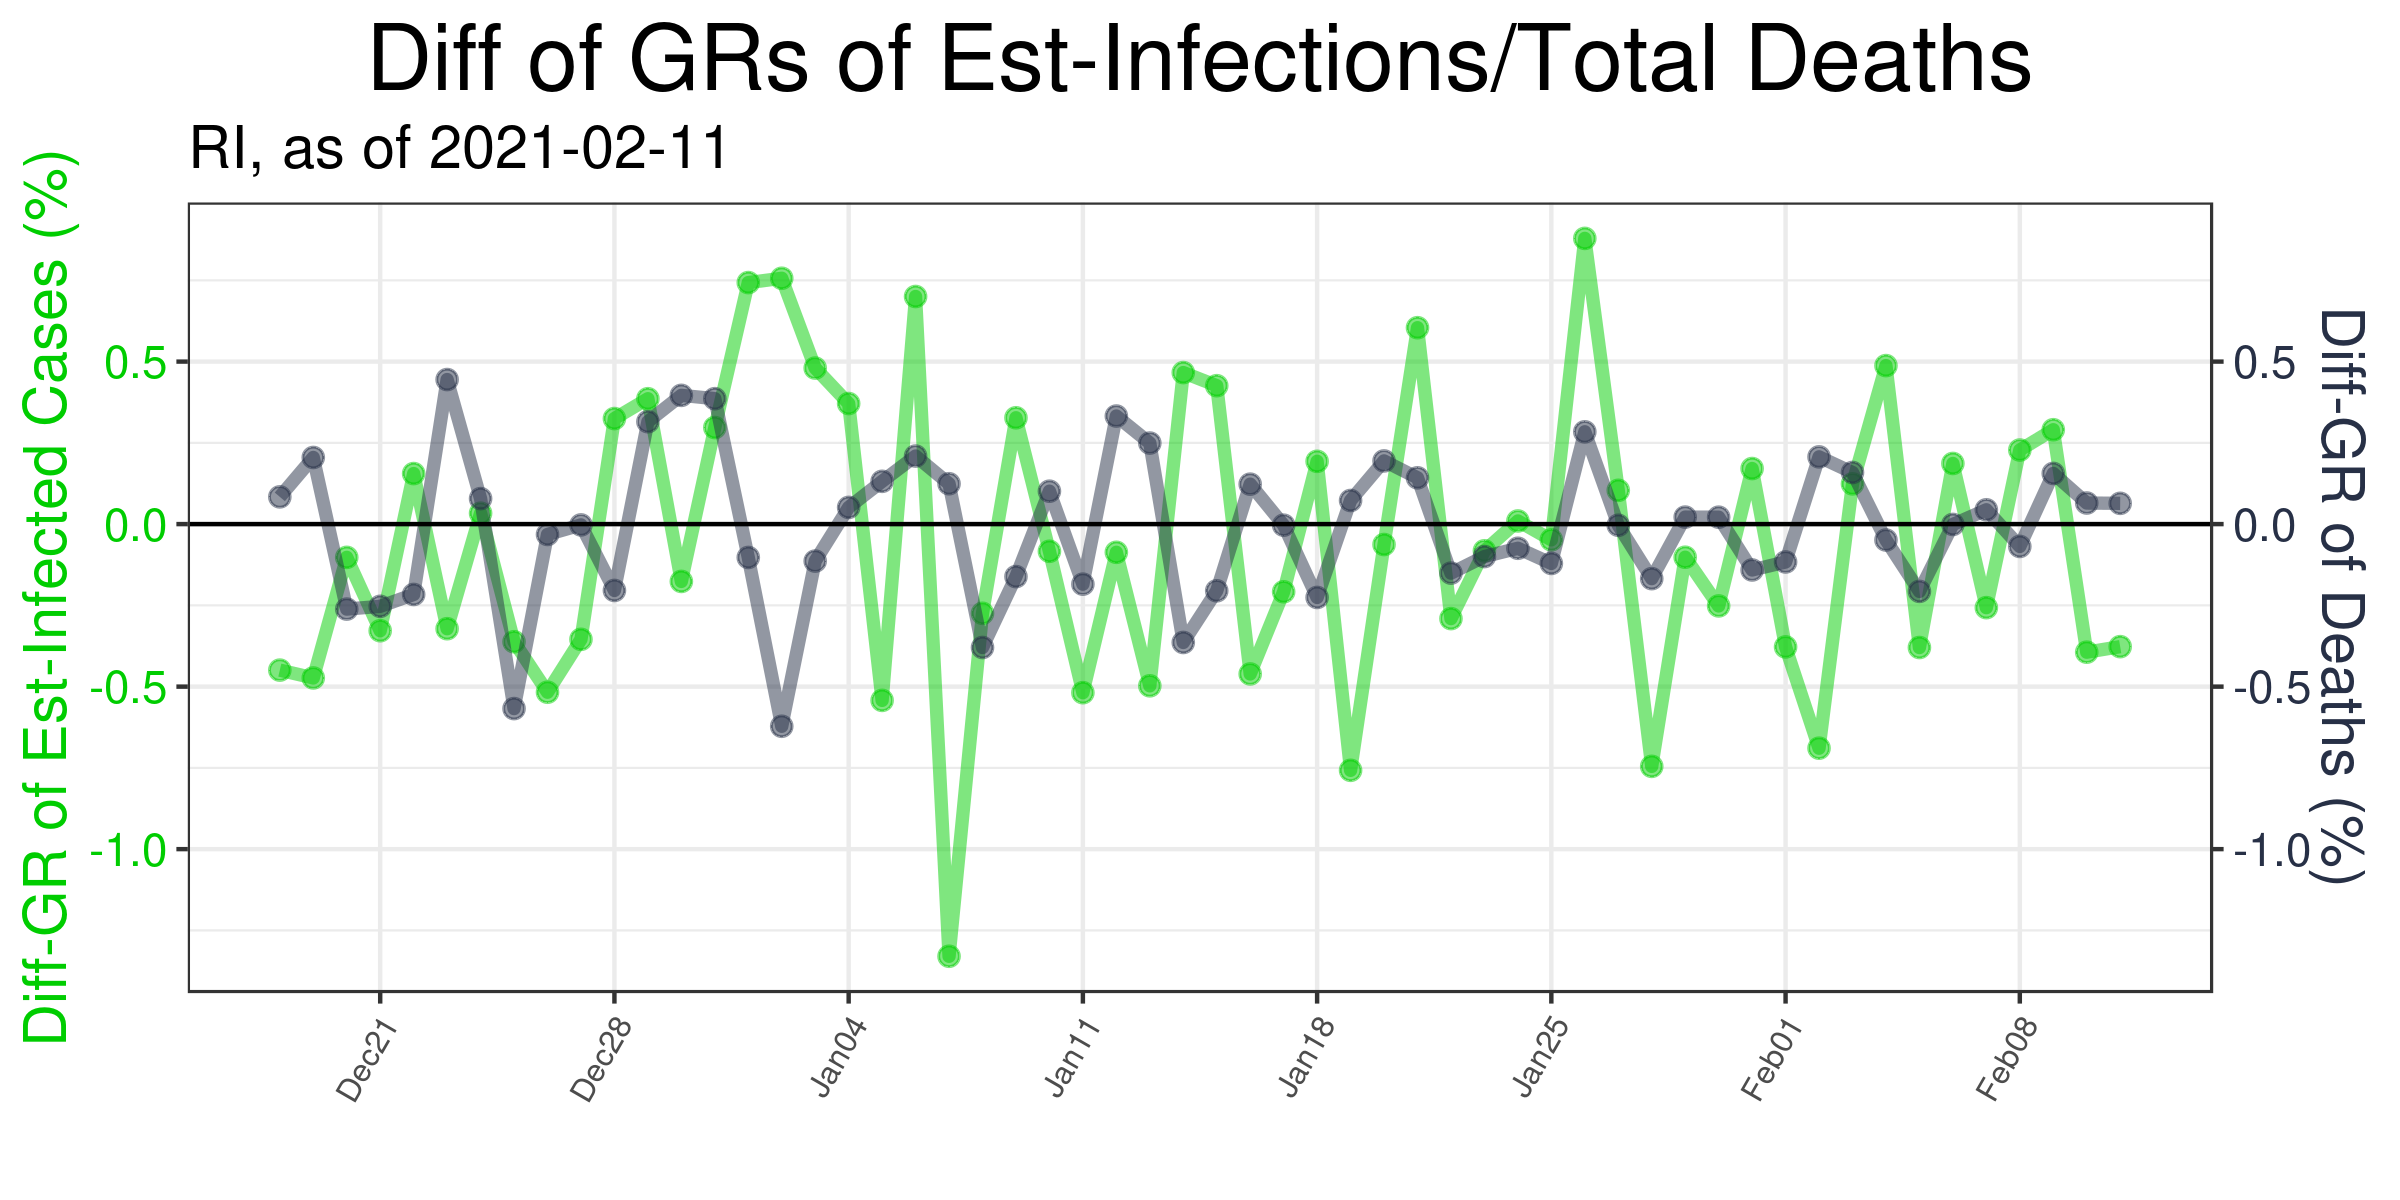 Diff of GRs of Est-Infections/Total Deaths
RI, as of 2021-02-11
Diff-GR of Est-Infected Cases (%)
0.5
0.0
-0.5
-1.0
0.5
0.0
-0.5
-1.0
Diff-GR of Deaths (%)
Dec21
Dec28
Jan04
Jan11
Jan18
Jan25
Feb01
Feb08